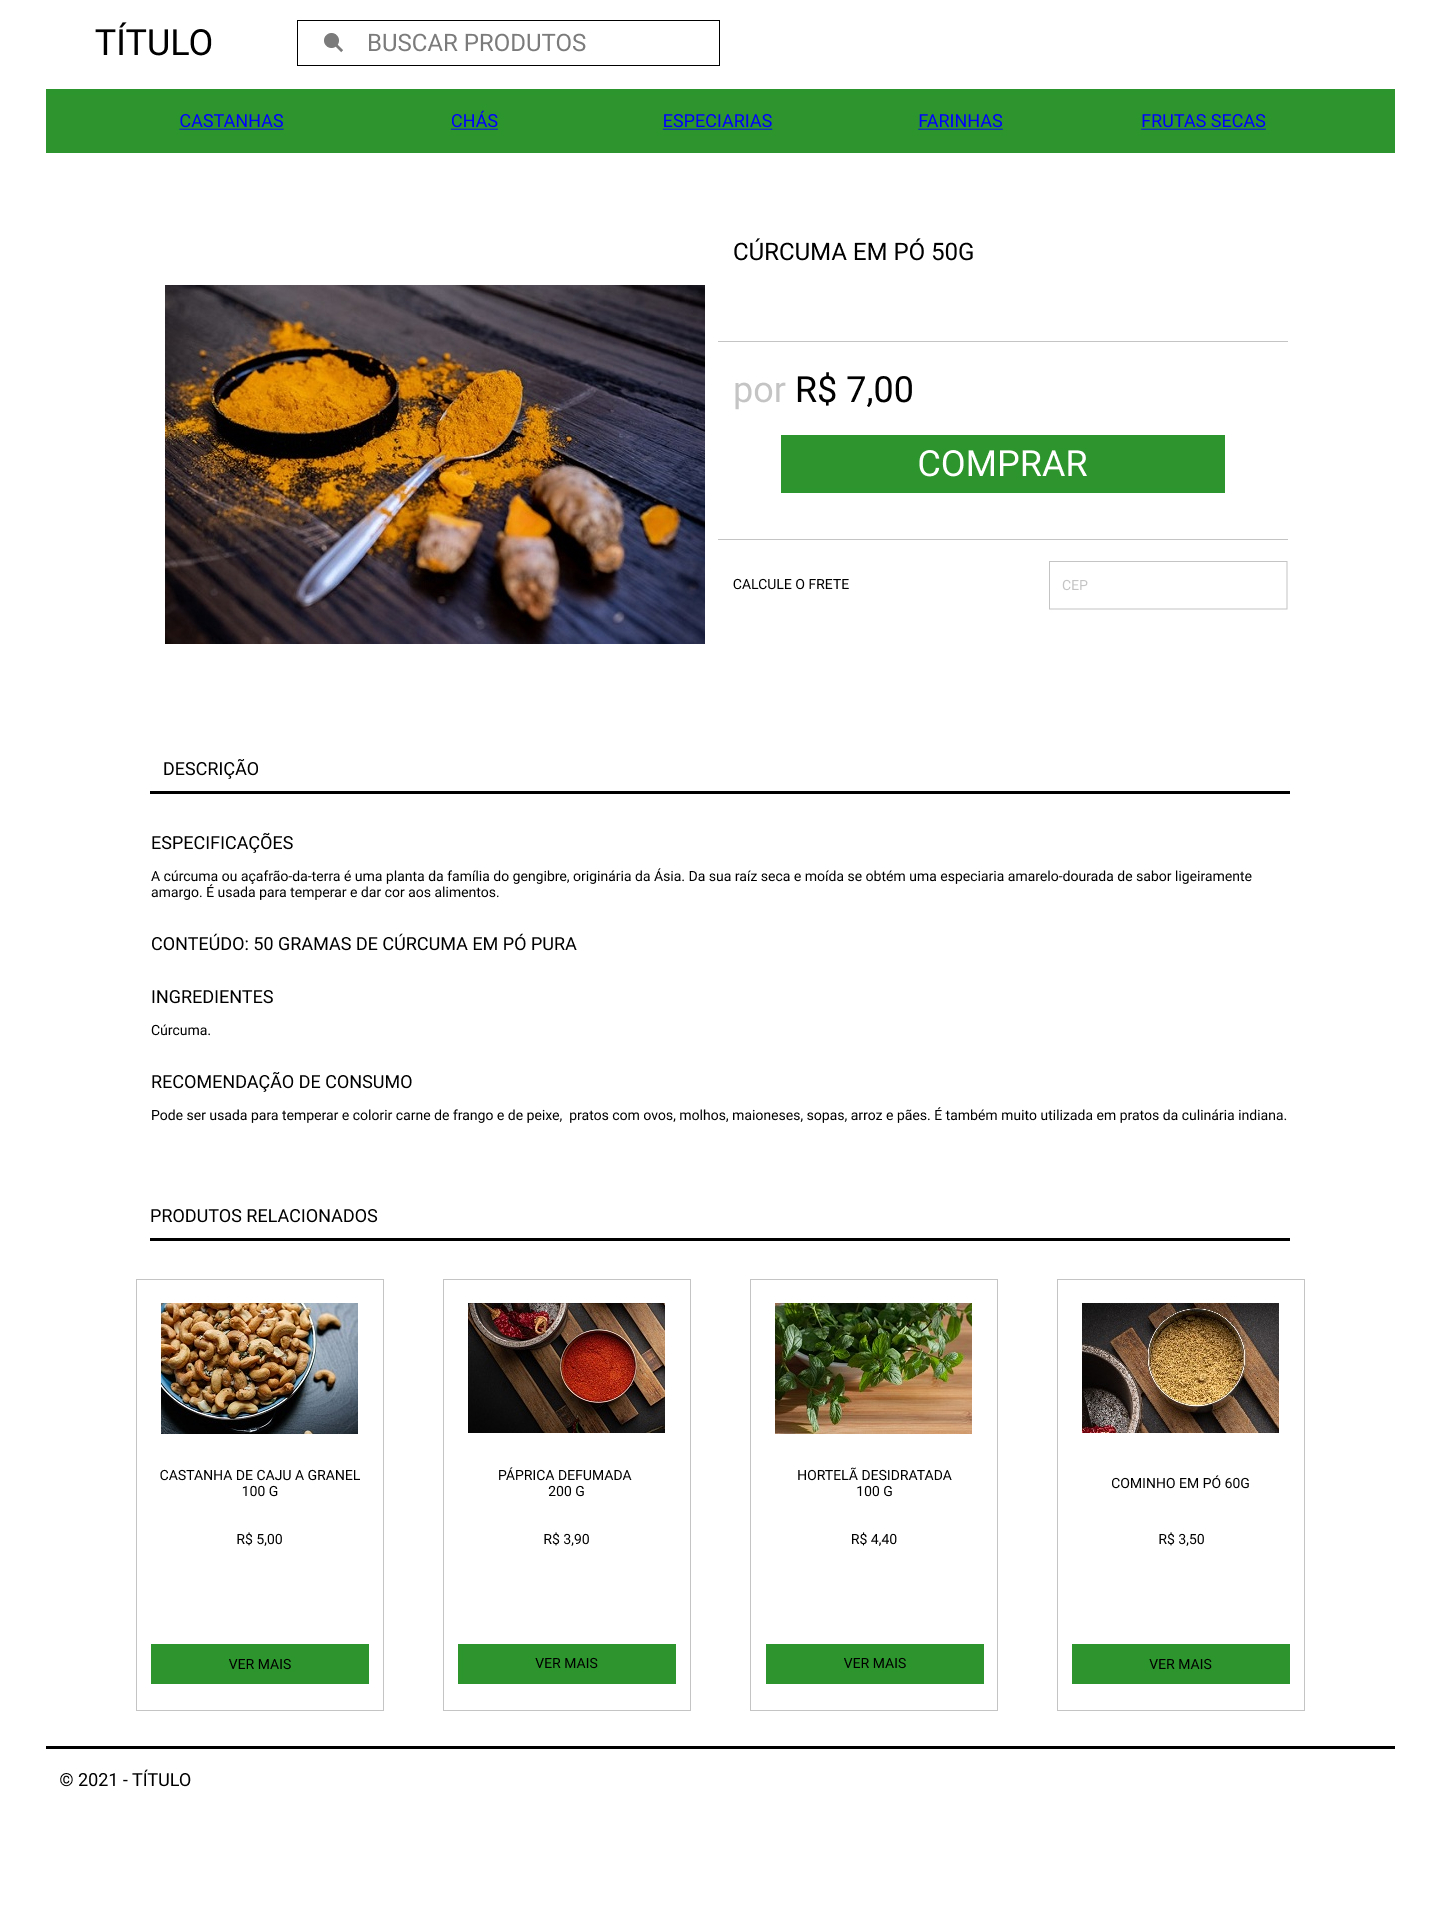 TÍTULO
BUSCAR PRODUTOS
CASTANHAS
CHÁS
ESPECIARIAS
FARINHAS
FRUTAS SECAS
CÚRCUMA EM PÓ 50G
por R$ 7,00
COMPRAR
CALCULE O FRETE
CEP
DESCRIÇÃO
ESPECIFICAÇÕES
A cúrcuma ou açafrão-da-terra é uma planta da família do gengibre, originária da Ásia. Da sua raíz seca e moída se obtém uma especiaria amarelo-dourada de sabor ligeiramente
amargo. É usada para temperar e dar cor aos alimentos.
CONTEÚDO: 50 GRAMAS DE CÚRCUMA EM PÓ PURA
INGREDIENTES
Cúrcuma.
RECOMENDAÇÃO DE CONSUMO
Pode ser usada para temperar e colorir carne de frango e de peixe,  pratos com ovos, molhos, maioneses, sopas, arroz e pães. É também muito utilizada em pratos da culinária indiana.
PRODUTOS RELACIONADOS
CASTANHA DE CAJU A GRANEL
100 G
R$ 5,00
VER MAIS
PÁPRICA DEFUMADA
200 G
R$ 3,90
VER MAIS
HORTELÃ DESIDRATADA
100 G
R$ 4,40
VER MAIS
COMINHO EM PÓ 60G
R$ 3,50
VER MAIS
© 2021 - TÍTULO